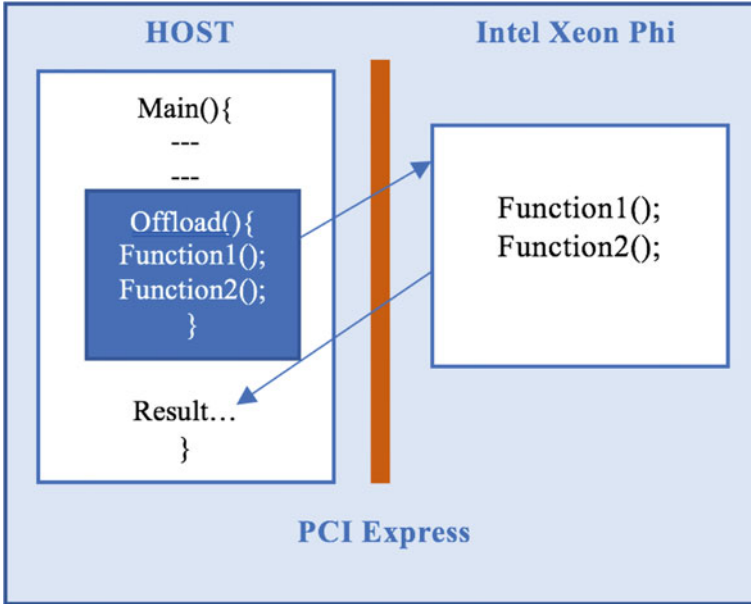 HOST
Main(){
---
---
Offload(){
Function1();
Function2();
}
Result…
}
Intel Xeon Phi
Function1();
Function2();
PCI Express